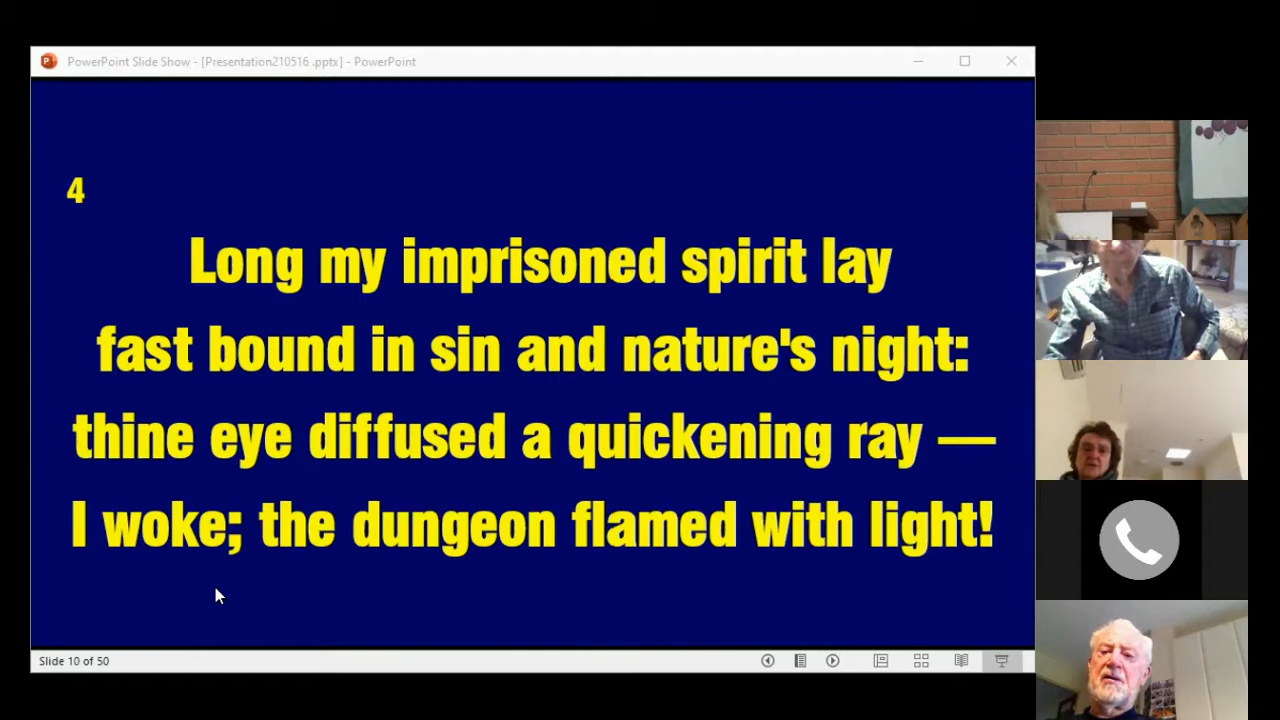 PowerPoint Slide Show - [Presentation210516 .pptx] - PowerPoint
4
Long my imprisoned spirit lay
fast bound in sin and nature's night:
thine eye diffused a quickening ray —
I woke; the dungeon flamed with light!
Slide 10 of 50